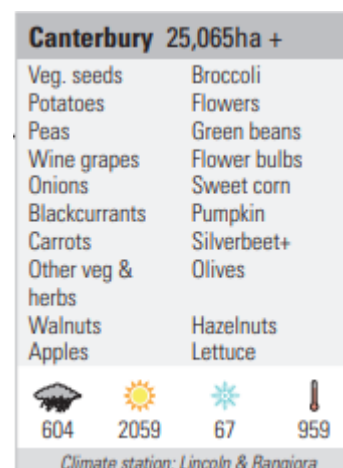 Canterbury 25,065ha +
Veg. seeds Broccoli
Potatoes Flowers
Peas Green beans
Wine grapes Flower bulbs
Onions Sweet corn
Blackcurrants Pumpkin
Carrots Silverbeet+
Other veg & Olives
herbs
Walnuts Hazelnuts
Apples Lettuce
604 2059 67 959
Climate station: Lincoln & Rangiora